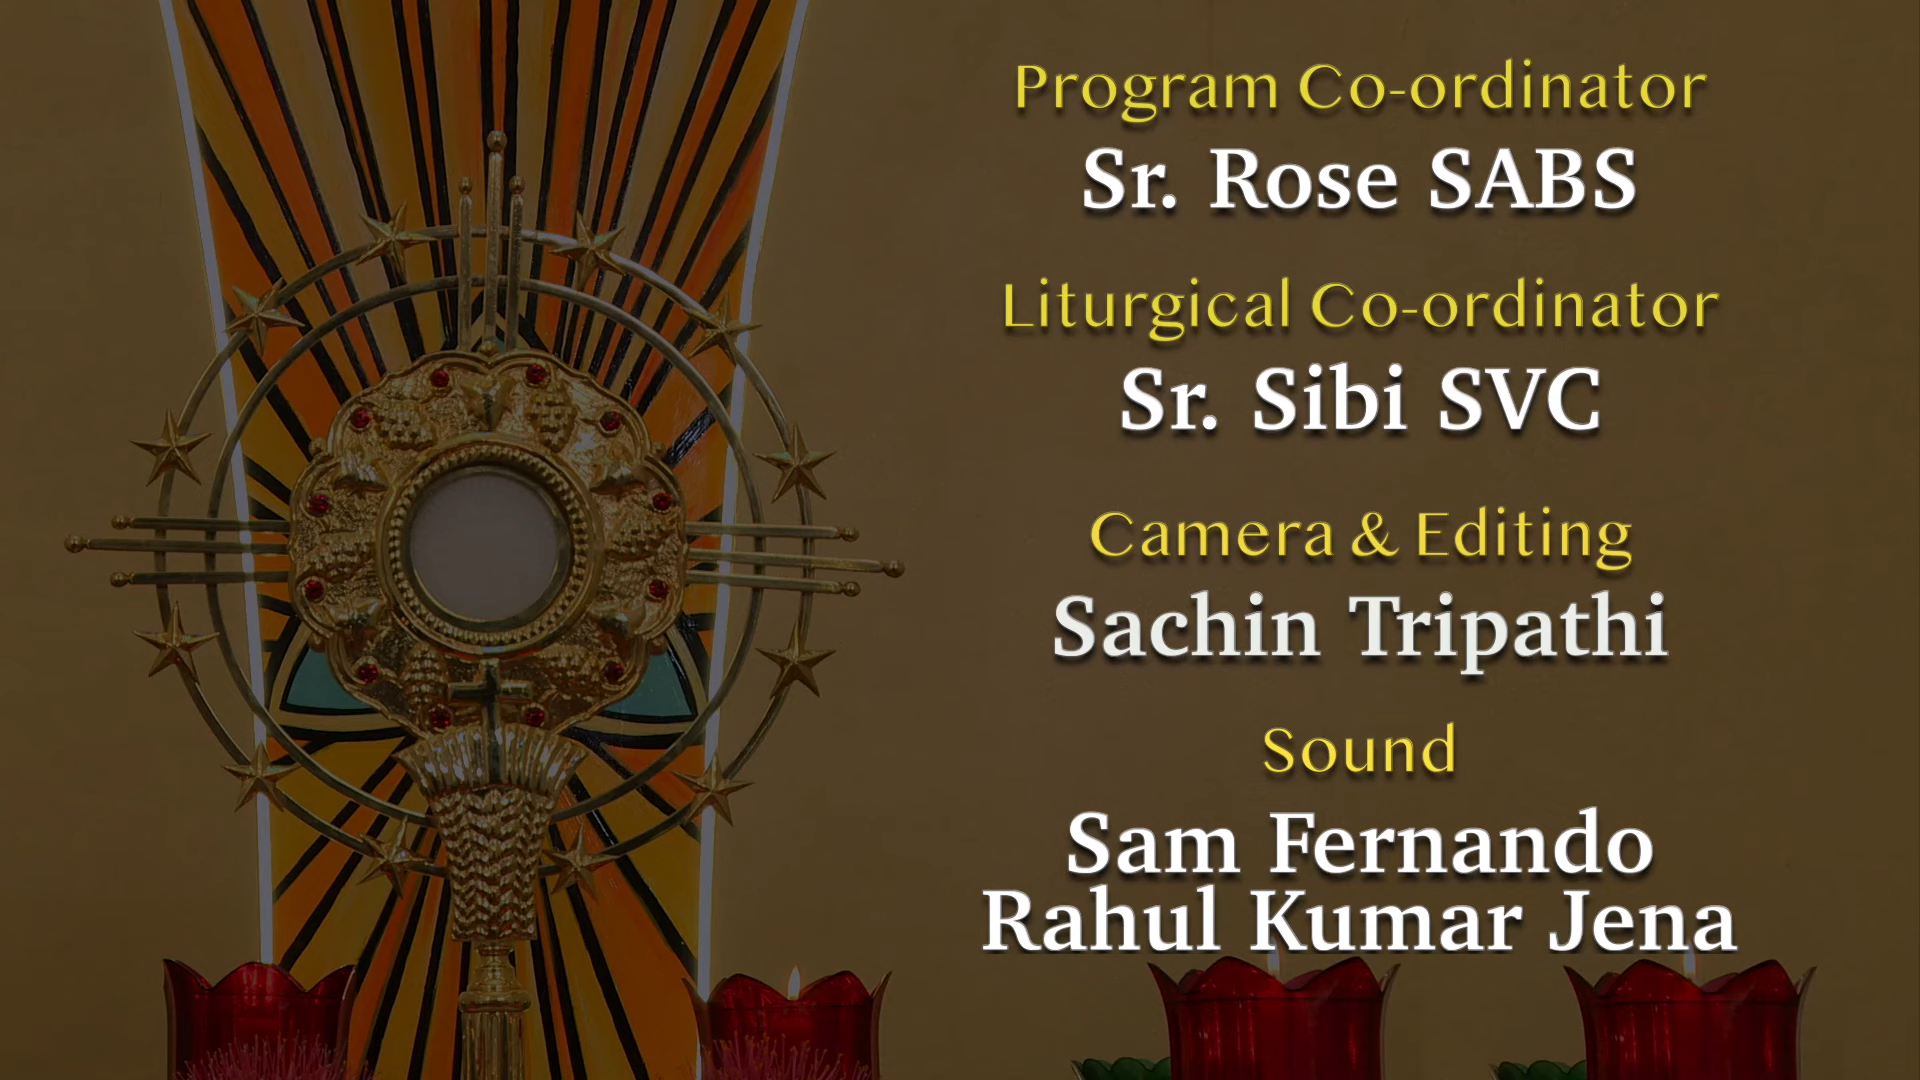 Program Co-ordinator
Sr. Rose SABS
Liturgical Co-ordinator
Sr. Sibi SVC
Camera & Editing
Sachin Tripathi
Sound
Sam Fernando
Rahul Kumar Jena